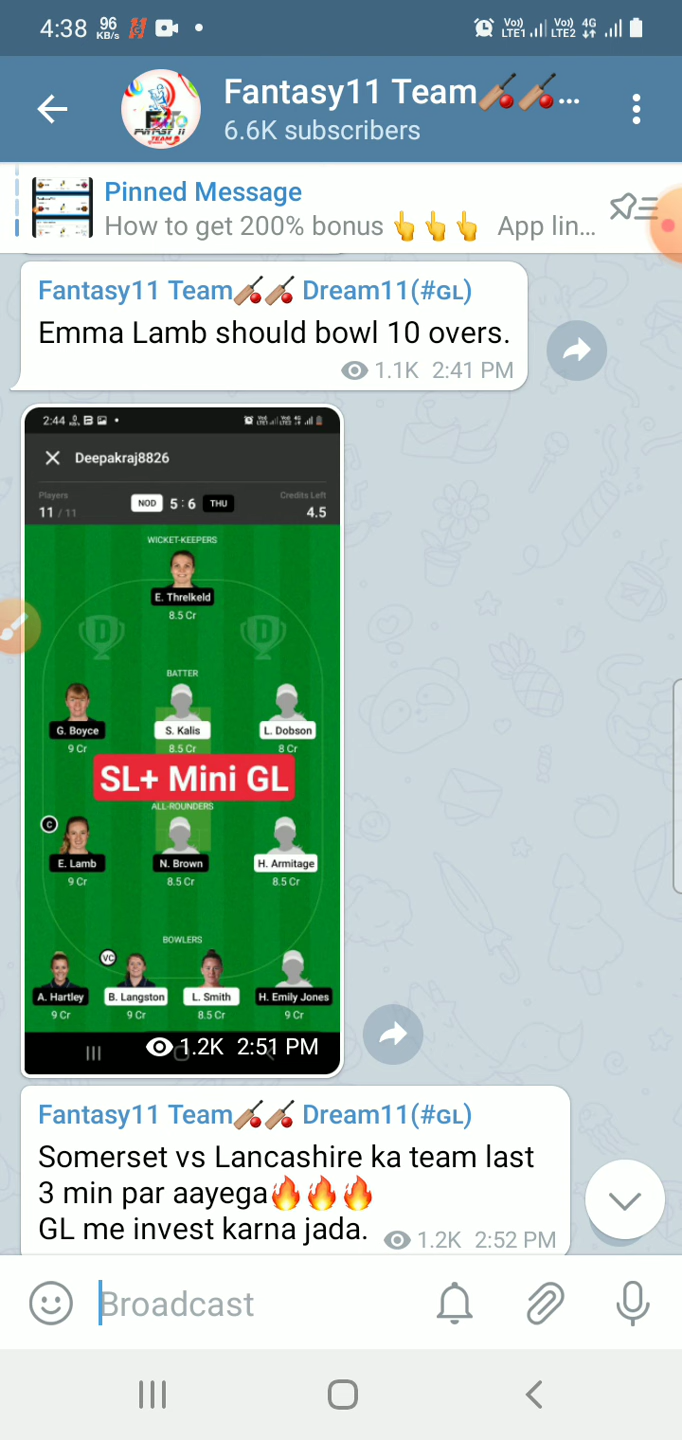 4:38 96 KB/s Vo) LTE1 Vo) LTE2 4G
Fantasy11 Team🏏🏏...
6.6K subscribers
Pinned Message
How to get 200% bonus 👆👆👆 App lin...
Fantasy11 Team🏏🏏 Dream11(#GL)
Emma Lamb should bowl 10 overs.
1.1K 2:41 PM
2:44
Deepakraj8826
Players
Credits Left
11 / 11
NOD 5 : 6 THU
4.5
WICKET-KEEPERS
E. Threlkeld
8.5 Cr
BATTER
G. Boyce S. Kalis L. Dobson
9 Cr 8.5 Cr 8 Cr
SL+ Mini GL
ALL-ROUNDERS
C
E. Lamb N. Brown H. Armitage
9 Cr 8.5 Cr 8.5 Cr
BOWLERS
VC
A. Hartley B. Langston L. Smith H. Emily Jones
9 Cr 9 Cr 8.5 Cr 9 Cr
1.2K 2:51 PM
Fantasy11 Team🏏🏏 Dream11(#GL)
Somerset vs Lancashire ka team last
3 min par aayega🔥🔥🔥
GL me invest karna jada.
1.2K 2:52 PM
Broadcast